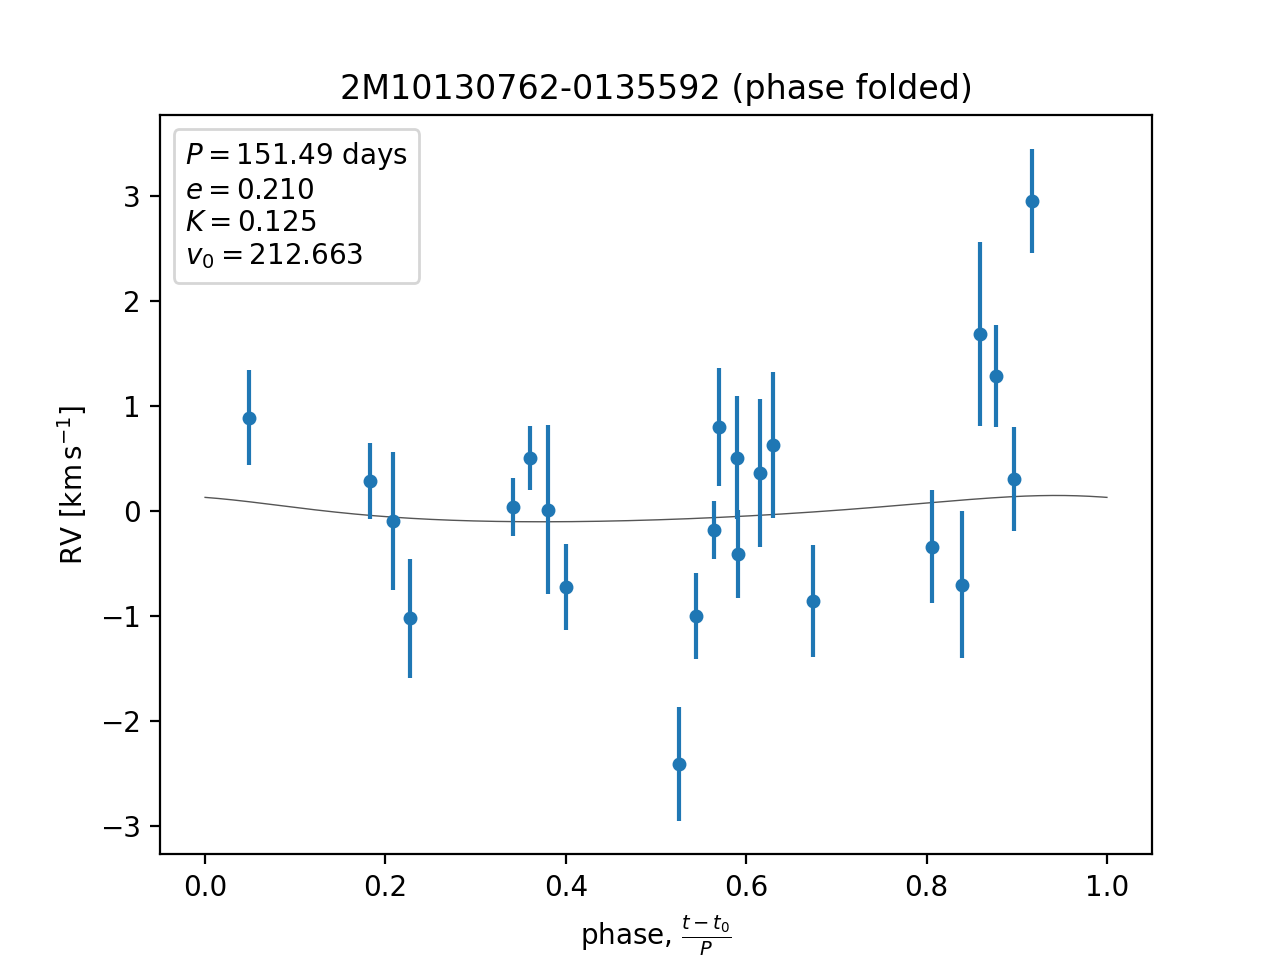 2M10130762-0135592 (phase folded)
P = 151.49 days
e = 0.210
K = 0.125
v₀ = 212.663
3
2
1
0
−1
−2
−3
RV [km s⁻¹]
0.0 0.2 0.4 0.6 0.8 1.0
phase, (t − t₀)/P